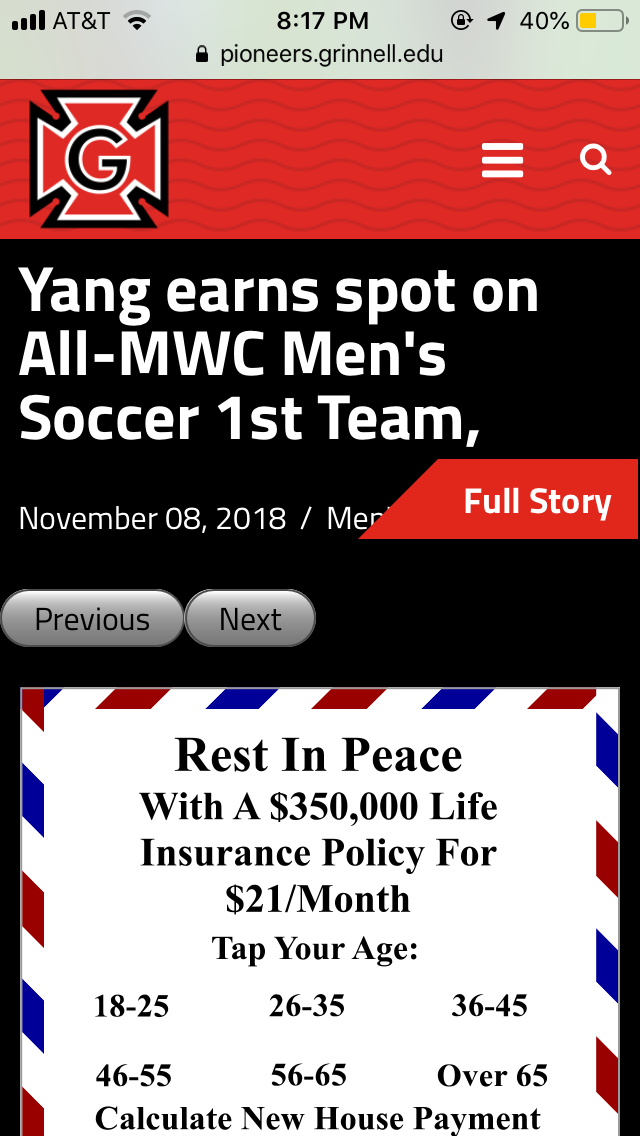 AT&T 8:17 PM 40%
pioneers.grinnell.edu
G
Yang earns spot on
All-MWC Men's
Soccer 1st Team,
November 08, 2018 / Men
Full Story
Previous Next
Rest In Peace
With A $350,000 Life
Insurance Policy For
$21/Month
Tap Your Age:
18-25 26-35 36-45
46-55 56-65 Over 65
Calculate New House Payment